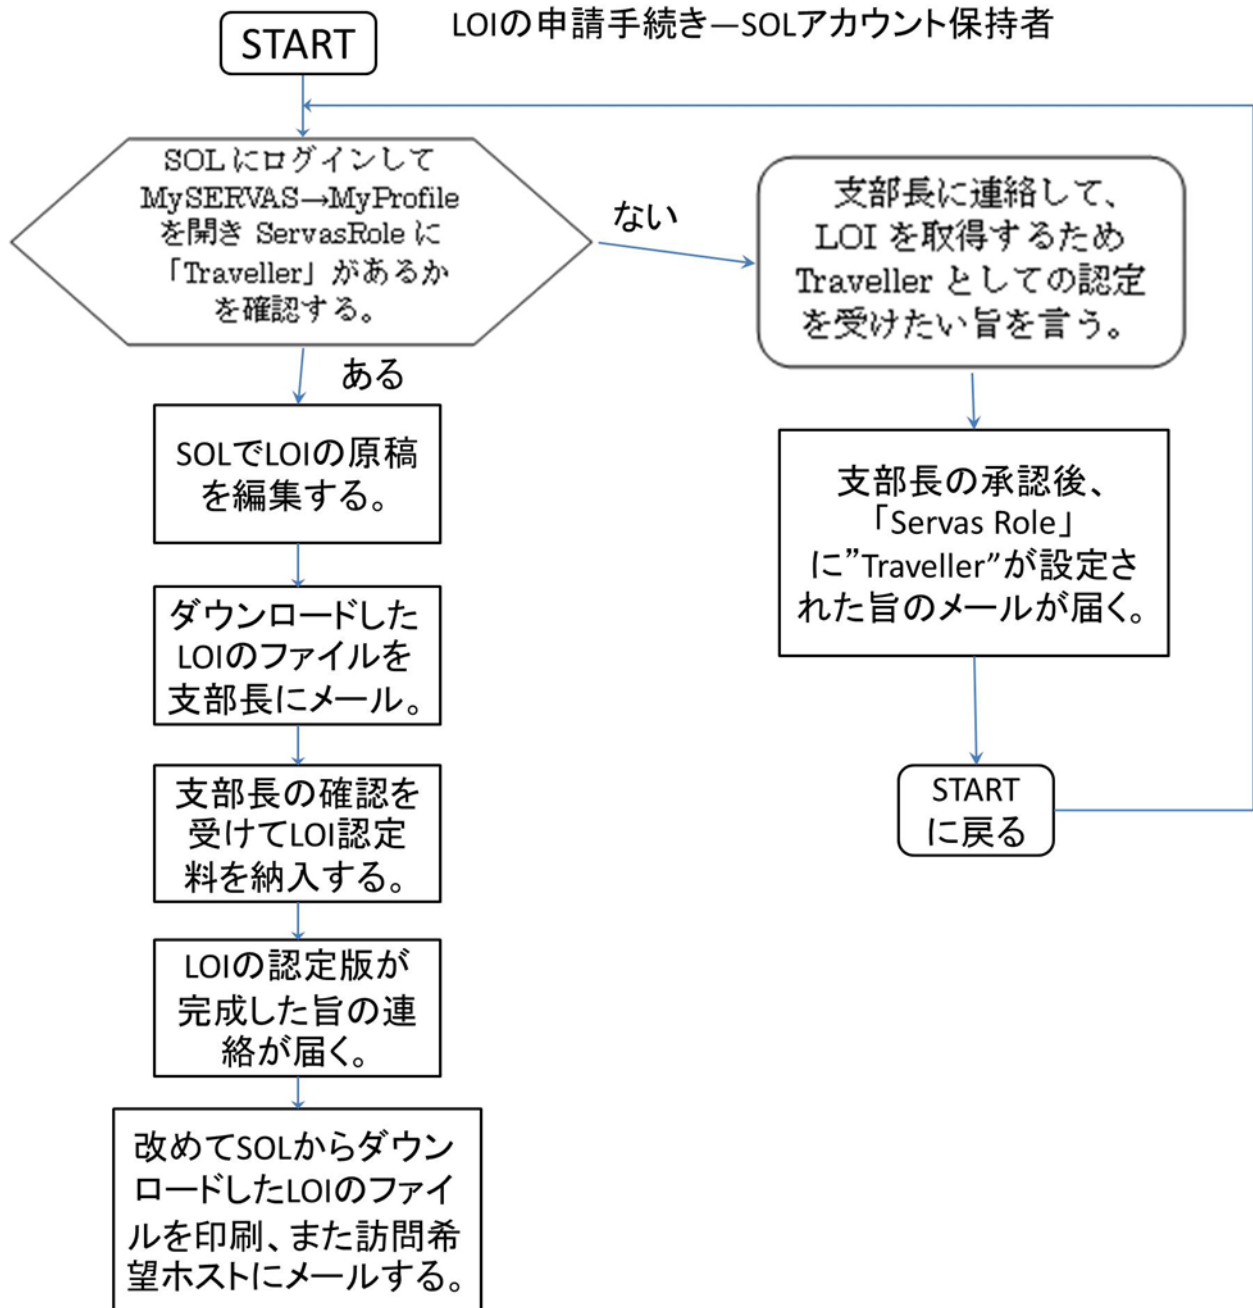 LOIの申請手続き—SOLアカウント保持者
START
SOL にログインして
MySERVAS→MyProfile
を開き ServasRole に
「Traveller」があるか
を確認する。
ない
支部長に連絡して、
LOI を取得するため
Traveller としての認定
を受けたい旨を言う。
ある
SOLでLOIの原稿
を編集する。
支部長の承認後、
「Servas Role」
に”Traveller”が設定さ
れた旨のメールが届く。
ダウンロードした
LOIのファイルを
支部長にメール。
支部長の確認を
受けてLOI認定
料を納入する。
START
に戻る
LOIの認定版が
完成した旨の連
絡が届く。
改めてSOLからダウン
ロードしたLOIのファイ
ルを印刷、また訪問希
望ホストにメールする。